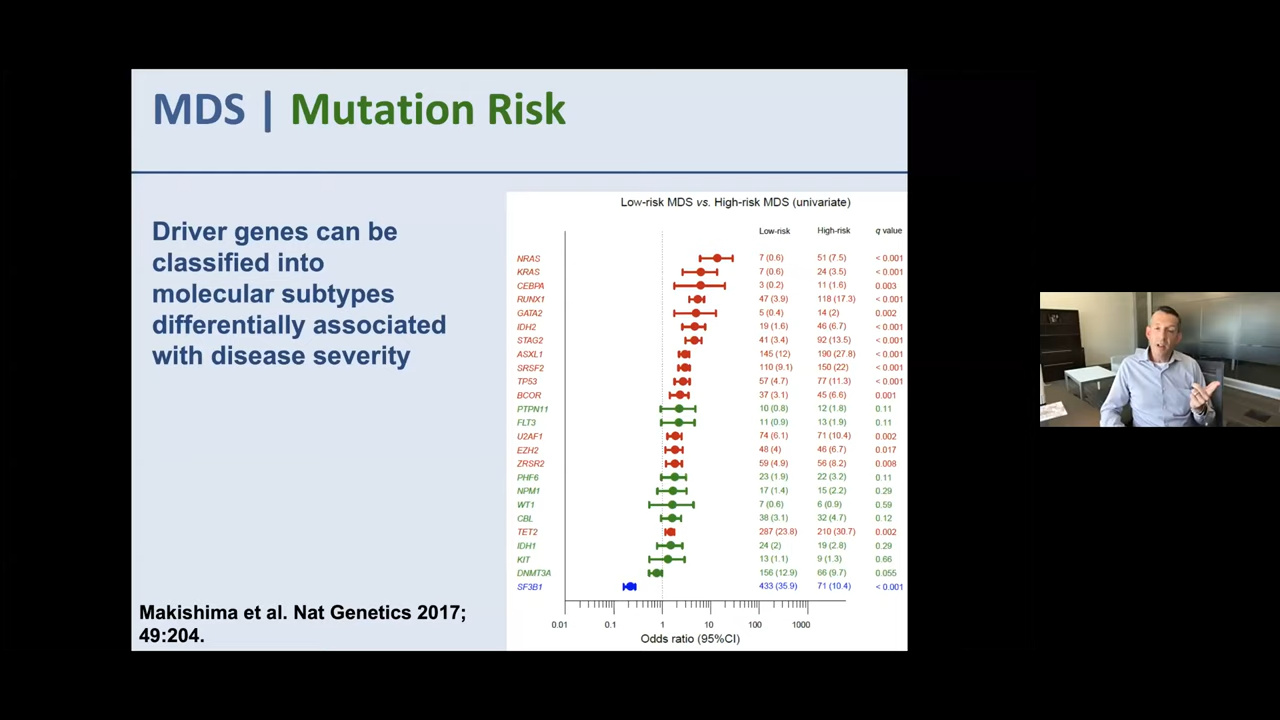 MDS | Mutation Risk
Driver genes can be
classified into
molecular subtypes
differentially associated
with disease severity
Makishima et al. Nat Genetics 2017;
49:204.
Low-risk MDS vs. High-risk MDS (univariate)
Low-risk High-risk q value
NRAS 7 (0.6) 51 (7.5) < 0.001
KRAS 7 (0.6) 24 (3.5) < 0.001
CEBPA 3 (0.2) 11 (1.6) 0.003
RUNX1 47 (3.9) 118 (17.3) < 0.001
GATA2 5 (0.4) 14 (2) 0.002
IDH2 19 (1.6) 46 (6.7) < 0.001
STAG2 41 (3.4) 92 (13.5) < 0.001
ASXL1 145 (12) 190 (27.8) < 0.001
SRSF2 110 (9.1) 150 (22) < 0.001
TP53 57 (4.7) 77 (11.3) < 0.001
BCOR 37 (3.1) 45 (6.6) 0.001
PTPN11 10 (0.8) 12 (1.8) 0.11
FLT3 11 (0.9) 13 (1.9) 0.11
U2AF1 74 (6.1) 71 (10.4) 0.002
EZH2 48 (4) 46 (6.7) 0.017
ZRSR2 59 (4.9) 56 (8.2) 0.008
PHF6 23 (1.9) 22 (3.2) 0.11
NPM1 17 (1.4) 15 (2.2) 0.29
WT1 7 (0.6) 6 (0.9) 0.59
CBL 38 (3.1) 32 (4.7) 0.12
TET2 287 (23.8) 210 (30.7) 0.002
IDH1 24 (2) 19 (2.8) 0.29
KIT 13 (1.1) 9 (1.3) 0.66
DNMT3A 156 (12.9) 66 (9.7) 0.055
SF3B1 433 (35.9) 71 (10.4) < 0.001
0.01 0.1 1 10 100 1000
Odds ratio (95%CI)